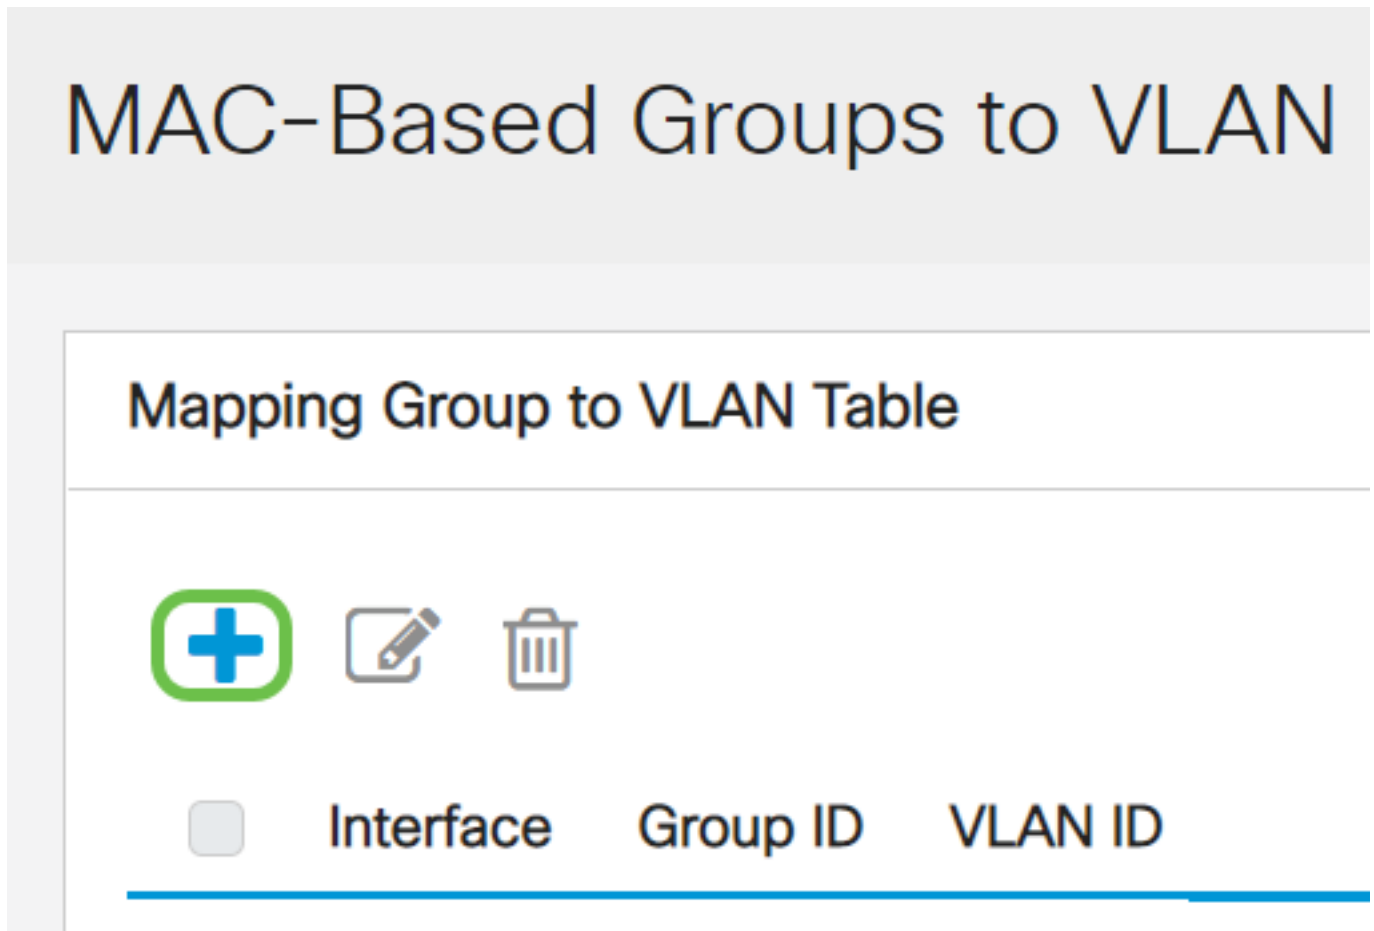 MAC-Based Groups to VLAN
Mapping Group to VLAN Table
Interface Group ID VLAN ID